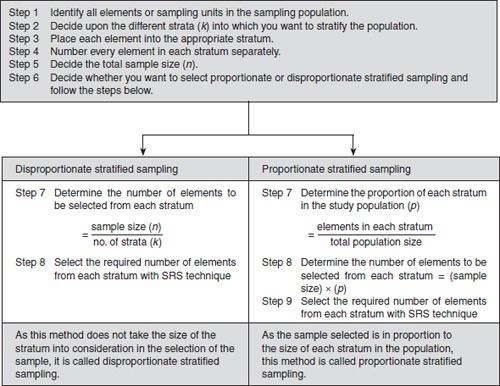 Step 1 Identify all elements or sampling units in the sampling population.
Step 2 Decide upon the different strata (k) into which you want to stratify the population.
Step 3 Place each element into the appropriate stratum.
Step 4 Number every element in each stratum separately.
Step 5 Decide the total sample size (n).
Step 6 Decide whether you want to select proportionate or disproportionate stratified sampling and
follow the steps below.
Disproportionate stratified sampling
Step 7 Determine the number of elements to
be selected from each stratum
= sample size (n)
no. of strata (k)
Step 8 Select the required number of elements
from each stratum with SRS technique
As this method does not take the size of the
stratum into consideration in the selection of the
sample, it is called disproportionate stratified
sampling.
Proportionate stratified sampling
Step 7 Determine the proportion of each stratum
in the study population (p)
= elements in each stratum
total population size
Step 8 Determine the number of elements to be
selected from each stratum = (sample
size) × (p)
Step 9 Select the required number of elements
from each stratum with SRS technique
As the sample selected is in proportion to
the size of each stratum in the population,
this method is called proportionate stratified
sampling.